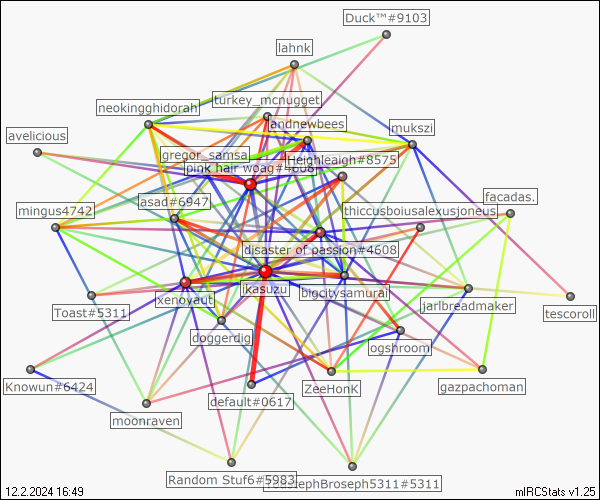 Duck™#9103
lahnk
turkey_mcnugget
neokingghidorah
andnewbees
mukszi
avelicious
gregor_samsa
Heighleaigh#8575
pink hair woag#4608
facadas.
asad#6947
mingus4742
thiccusboiusalexusjoneus
disaster of passion#4608
ikasuzu
bigcitysamurai
xenoyaut
jarlbreadmaker
Toast#5311
tescoroll
doggerdig
ogshroom
Knowun#6424
default#0617
ZeeHonK
gazpachoman
moonraven
Random Stuf6#5983
ephBroseph5311#5311
12.2.2024 16:49
mIRCStats v1.25